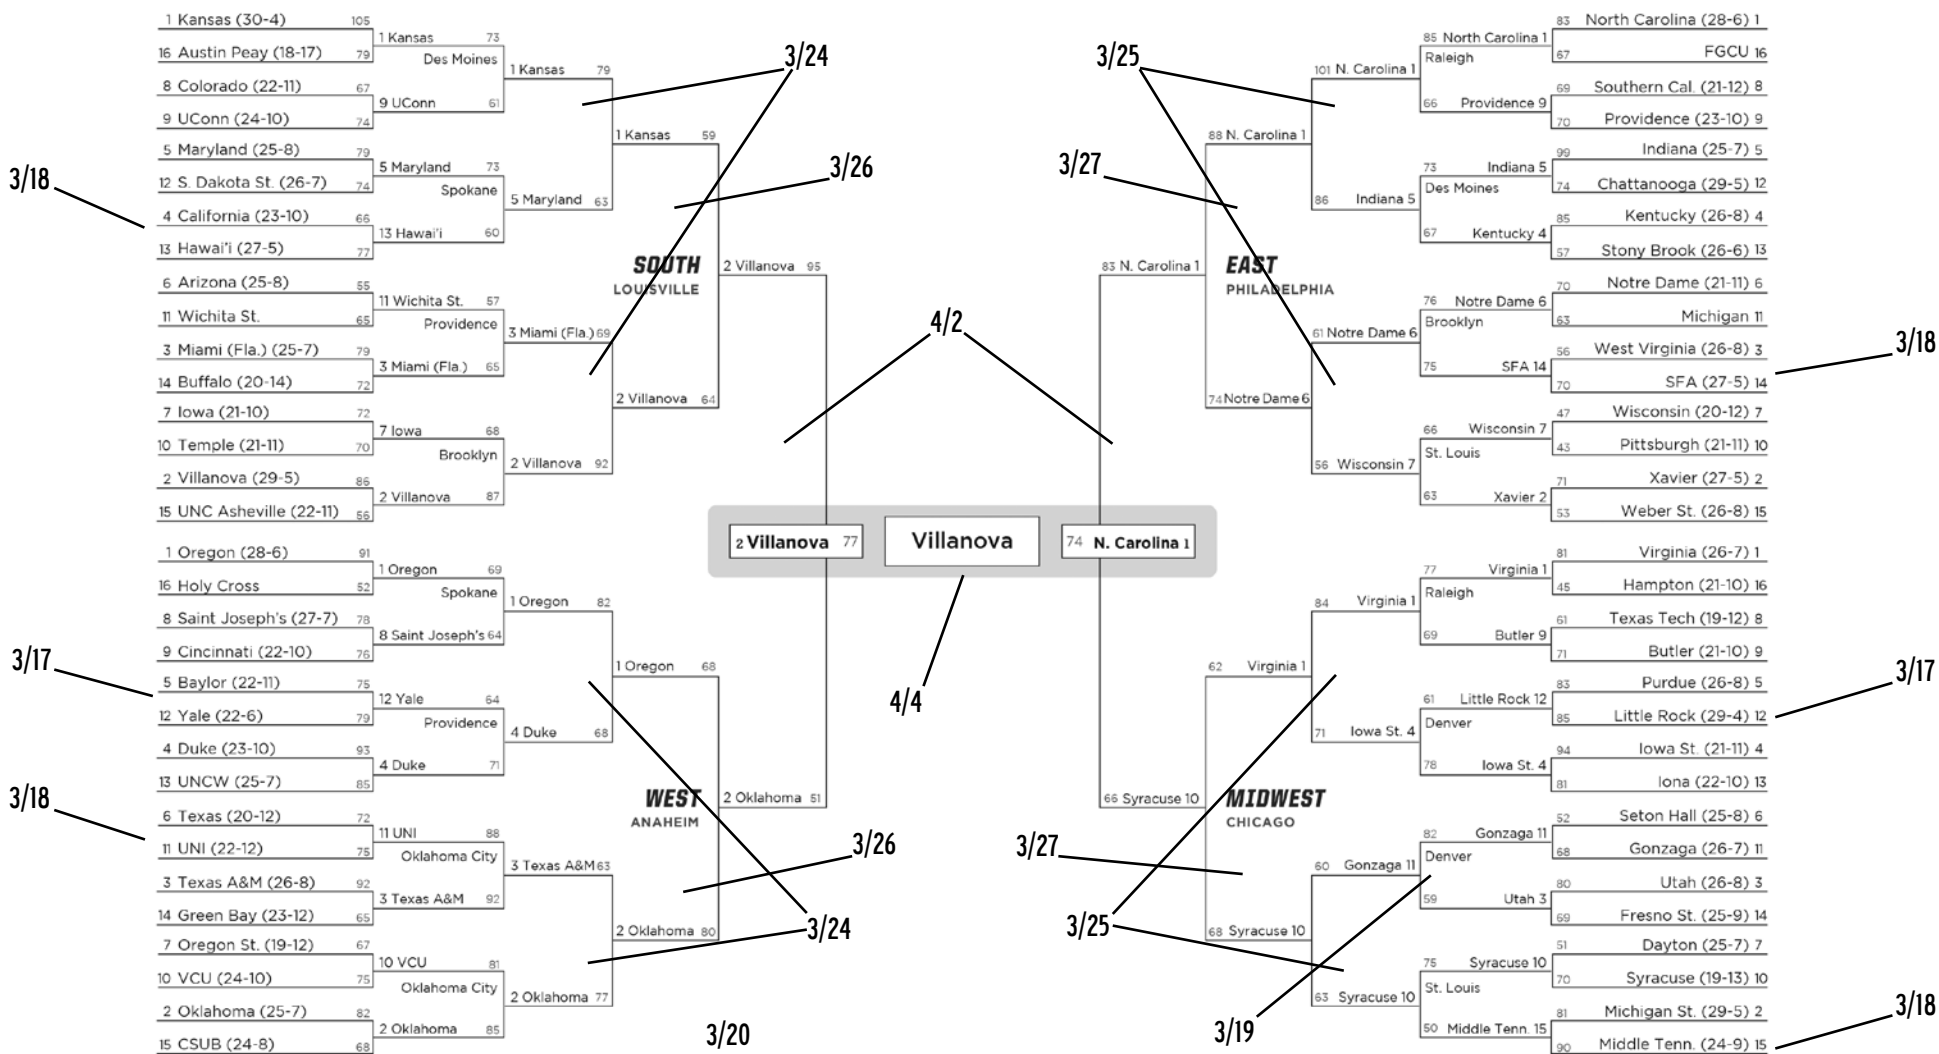 1 Kansas (30-4) 105
16 Austin Peay (18-17) 79
8 Colorado (22-11) 67
9 UConn (24-10) 74
5 Maryland (25-8) 79
12 S. Dakota St. (26-7) 74
4 California (23-10) 66
13 Hawai'i (27-5) 77
6 Arizona (25-8) 55
11 Wichita St. 65
3 Miami (Fla.) (25-7) 79
14 Buffalo (20-14) 72
7 Iowa (21-10) 72
10 Temple (21-11) 70
2 Villanova (29-5) 86
15 UNC Asheville (22-11) 56
3/18
1 Kansas 73
Des Moines
9 UConn 61
5 Maryland 73
Spokane
13 Hawai'i 60
11 Wichita St. 57
Providence
3 Miami (Fla.) 65
7 Iowa 68
Brooklyn
2 Villanova 87
1 Kansas 79
5 Maryland 63
3 Miami (Fla.) 69
2 Villanova 92
3/24
1 Kansas 59
2 Villanova 64
3/26
SOUTH
LOUISVILLE
2 Villanova 95
1 Oregon (28-6) 91
16 Holy Cross 52
8 Saint Joseph's (27-7) 78
9 Cincinnati (22-10) 76
5 Baylor (22-11) 75
12 Yale (22-6) 79
4 Duke (23-10) 93
13 UNCW (25-7) 85
6 Texas (20-12) 72
11 UNI (22-12) 75
3 Texas A&M (26-8) 92
14 Green Bay (23-12) 65
7 Oregon St. (19-12) 67
10 VCU (24-10) 75
2 Oklahoma (25-7) 82
15 CSUB (24-8) 68
3/17
3/18
1 Oregon 69
Spokane
8 Saint Joseph's 64
12 Yale 64
Providence
4 Duke 71
11 UNI 88
Oklahoma City
3 Texas A&M 92
10 VCU 81
Oklahoma City
2 Oklahoma 85
1 Oregon 82
4 Duke 68
3 Texas A&M 63
2 Oklahoma 77
3/24
1 Oregon 68
2 Oklahoma 80
3/26
WEST
ANAHEIM
2 Oklahoma 51
3/20
4/2
2 Villanova 77
Villanova
74 N. Carolina 1
4/4
83 North Carolina (28-6) 1
67 FGCU 16
69 Southern Cal. (21-12) 8
70 Providence (23-10) 9
99 Indiana (25-7) 5
74 Chattanooga (29-5) 12
85 Kentucky (26-8) 4
57 Stony Brook (26-6) 13
70 Notre Dame (21-11) 6
63 Michigan 11
56 West Virginia (26-8) 3
70 SFA (27-5) 14
47 Wisconsin (20-12) 7
43 Pittsburgh (21-11) 10
71 Xavier (27-5) 2
53 Weber St. (26-8) 15
3/18
85 North Carolina 1
Raleigh
66 Providence 9
73 Indiana 5
Des Moines
67 Kentucky 4
76 Notre Dame 6
Brooklyn
75 SFA 14
66 Wisconsin 7
St. Louis
63 Xavier 2
101 N. Carolina 1
86 Indiana 5
61 Notre Dame 6
56 Wisconsin 7
3/25
88 N. Carolina 1
74 Notre Dame 6
3/27
EAST
PHILADELPHIA
83 N. Carolina 1
81 Virginia (26-7) 1
45 Hampton (21-10) 16
61 Texas Tech (19-12) 8
71 Butler (21-10) 9
83 Purdue (26-8) 5
85 Little Rock (29-4) 12
94 Iowa St. (21-11) 4
81 Iona (22-10) 13
52 Seton Hall (25-8) 6
68 Gonzaga (26-7) 11
80 Utah (26-8) 3
69 Fresno St. (25-9) 14
51 Dayton (25-7) 7
70 Syracuse (19-13) 10
81 Michigan St. (29-5) 2
90 Middle Tenn. (24-9) 15
3/17
3/18
77 Virginia 1
Raleigh
69 Butler 9
61 Little Rock 12
Denver
78 Iowa St. 4
82 Gonzaga 11
Denver
59 Utah 3
75 Syracuse 10
St. Louis
50 Middle Tenn. 15
3/19
84 Virginia 1
71 Iowa St. 4
60 Gonzaga 11
63 Syracuse 10
3/25
62 Virginia 1
68 Syracuse 10
3/27
MIDWEST
CHICAGO
66 Syracuse 10